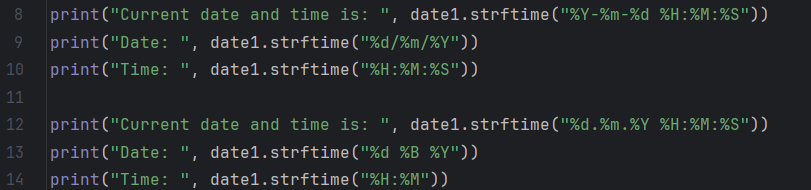 8 print("Current date and time is: ", date1.strftime("%Y-%m-%d %H:%M:%S"))
9 print("Date: ", date1.strftime("%d/%m/%Y"))
10 print("Time: ", date1.strftime("%H:%M:%S"))
11
12 print("Current date and time is: ", date1.strftime("%d.%m.%Y %H:%M:%S"))
13 print("Date: ", date1.strftime("%d %B %Y"))
14 print("Time: ", date1.strftime("%H:%M"))